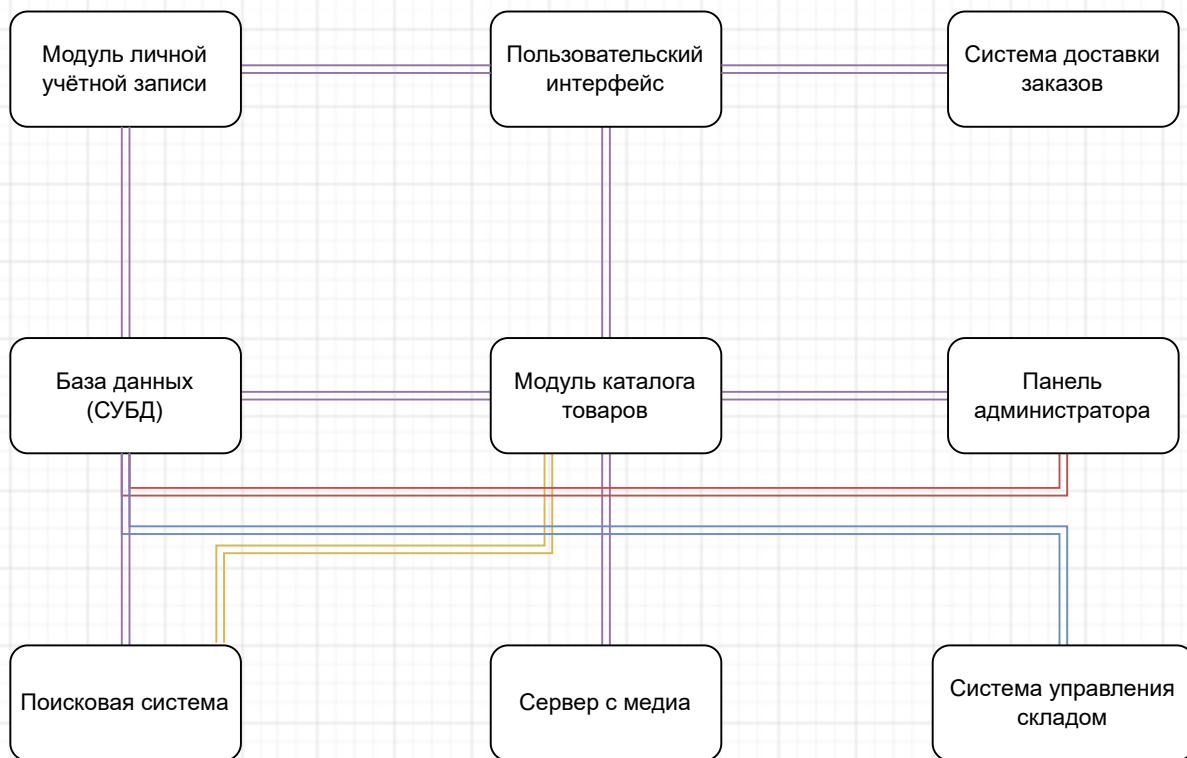 Модуль личной
учётной записи
Пользовательский
интерфейс
Система доставки
заказов
База данных
(СУБД)
Модуль каталога
товаров
Панель
администратора
Поисковая система
Сервер с медиа
Система управления
складом